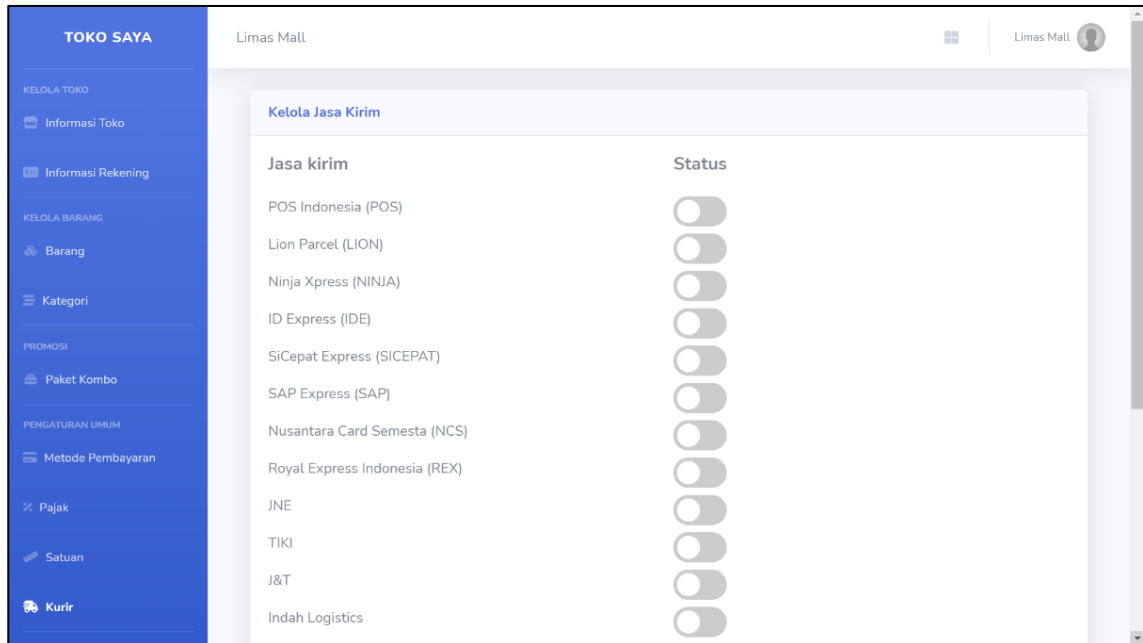 TOKO SAYA
KELOLA TOKO
Informasi Toko
Informasi Rekening
KELOLA BARANG
Barang
Kategori
PROMOSI
Paket Kombo
PENGATURAN UMUM
Metode Pembayaran
Pajak
Satuan
Kurir
Limas Mall
Limas Mall
Kelola Jasa Kirim
Jasa kirim Status
POS Indonesia (POS)
Lion Parcel (LION)
Ninja Xpress (NINJA)
ID Express (IDE)
SiCepat Express (SICEPAT)
SAP Express (SAP)
Nusantara Card Semesta (NCS)
Royal Express Indonesia (REX)
JNE
TIKI
J&T
Indah Logistics